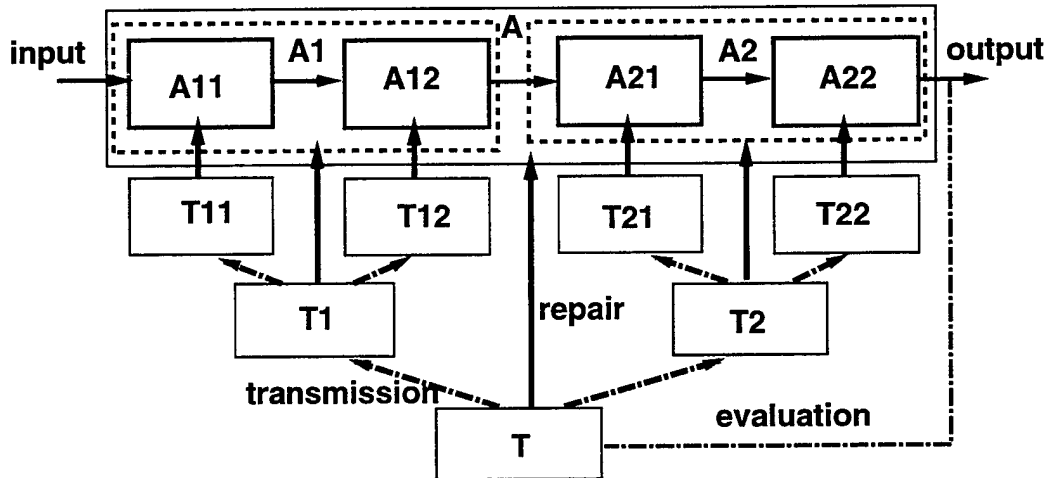 input
A1
A
A2
output
A11
A12
A21
A22
T11
T12
T21
T22
T1
repair
T2
transmission
evaluation
T